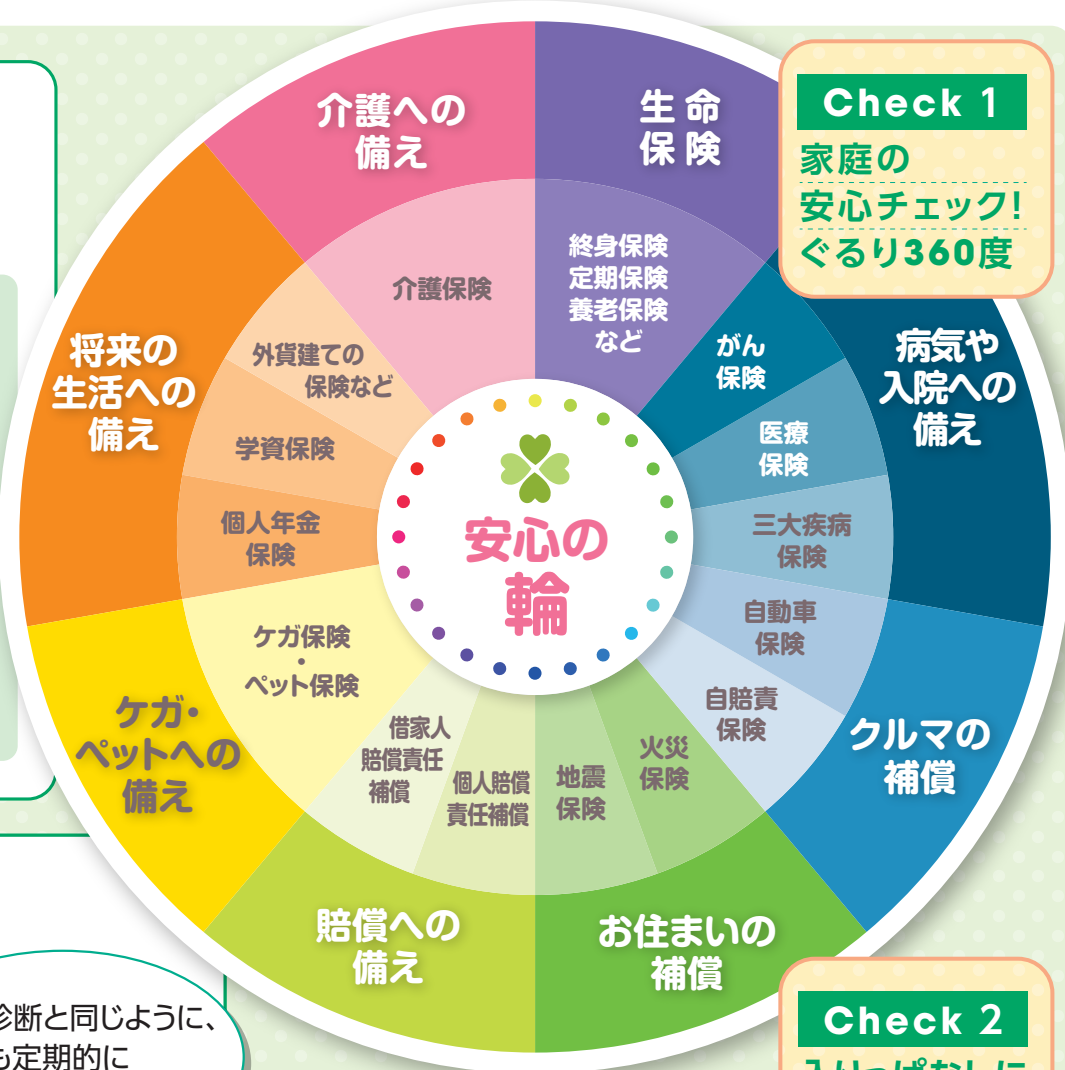 Check 1
家庭の
安心チェック!
ぐるり360度
生命
保険
終身保険
定期保険
養老保険
など
病気や
入院への
備え
がん
保険
医療
保険
三大疾病
保険
クルマの
補償
自動車
保険
自賠責
保険
お住まいの
補償
火災
保険
地震
保険
賠償への
備え
個人賠償
責任補償
借家人
賠償責任
補償
ケガ・
ペットへの
備え
ケガ保険
・
ペット保険
将来の
生活への
備え
個人年金
保険
学資保険
外貨建ての
保険など
介護への
備え
介護保険
安心の
輪
診断と同じように、
も定期的に
Check 2
入りっぱなしに